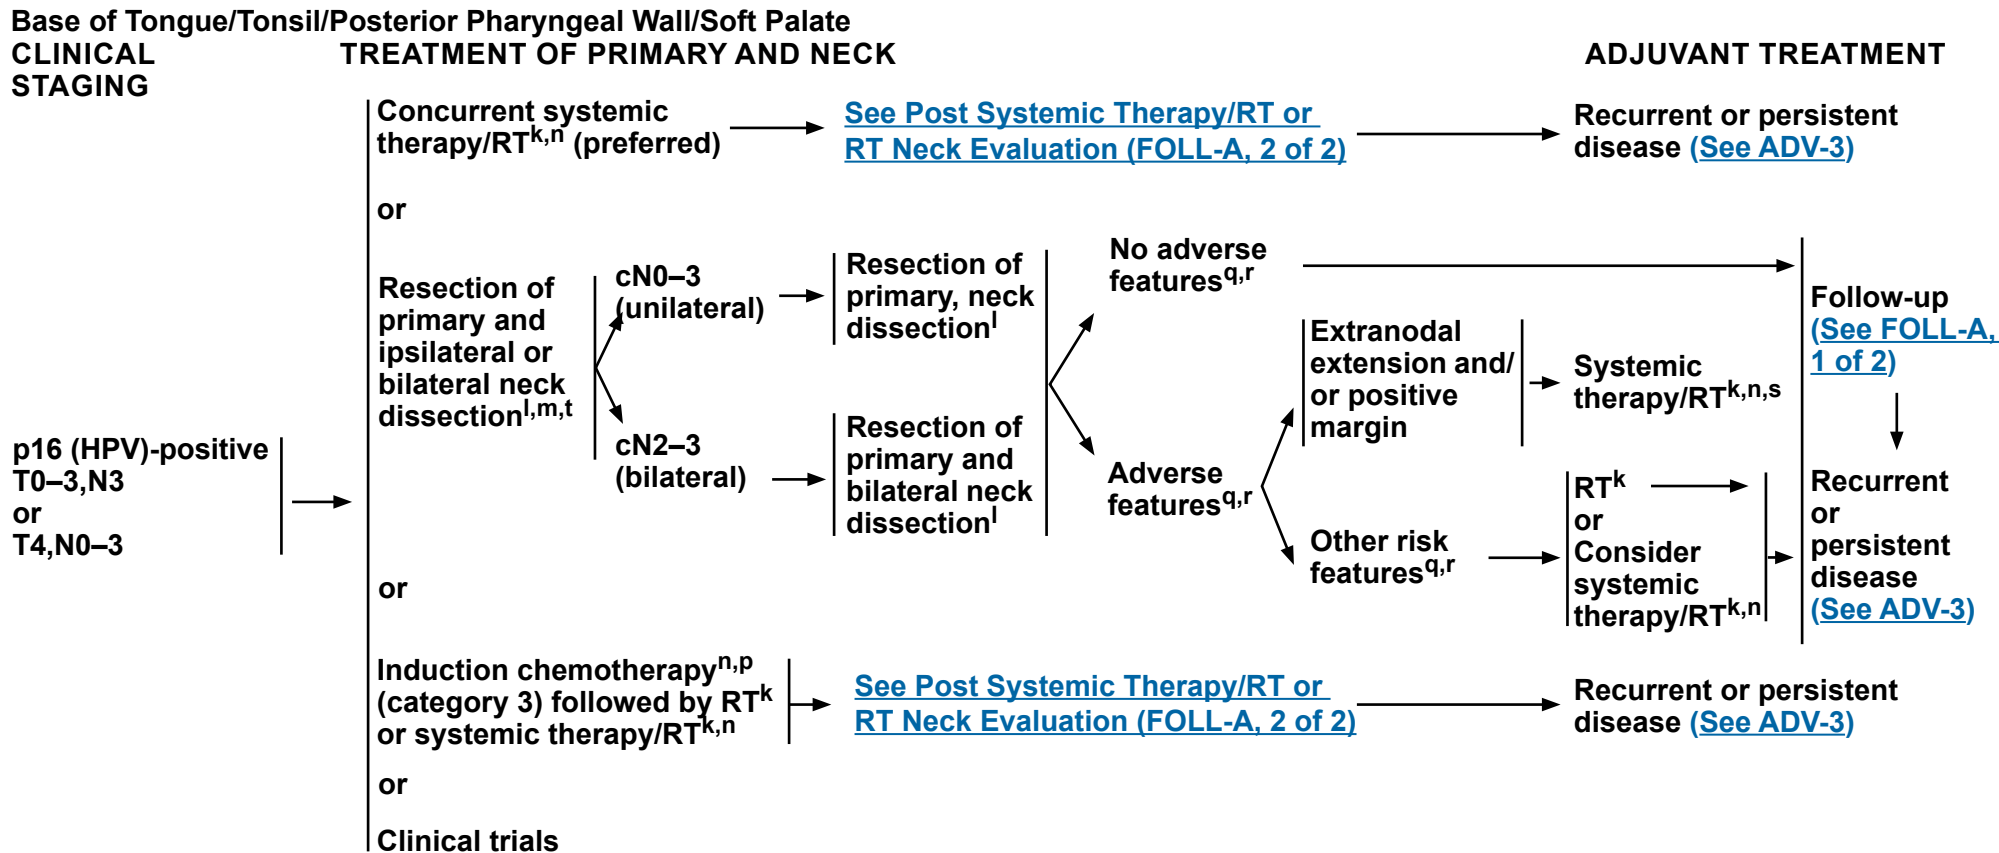 Base of Tongue/Tonsil/Posterior Pharyngeal Wall/Soft Palate
CLINICAL
STAGING
TREATMENT OF PRIMARY AND NECK
ADJUVANT TREATMENT
p16 (HPV)-positive
T0–3,N3
or
T4,N0–3
Concurrent systemic
therapy/RTk,n (preferred)
See Post Systemic Therapy/RT or
RT Neck Evaluation (FOLL-A, 2 of 2)
Recurrent or persistent
disease (See ADV-3)
or
Resection of
primary and
ipsilateral or
bilateral neck
dissectionl,m,t
cN0–3
(unilateral)
Resection of
primary, neck
dissectionl
cN2–3
(bilateral)
Resection of
primary and
bilateral neck
dissectionl
No adverse
featuresq,r
Adverse
featuresq,r
Extranodal
extension and/
or positive
margin
Systemic
therapy/RTk,n,s
Other risk
featuresq,r
RTk
or
Consider
systemic
therapy/RTk,n
Follow-up
(See FOLL-A,
1 of 2)
Recurrent
or
persistent
disease
(See ADV-3)
or
Induction chemotherapyn,p
(category 3) followed by RTk
or systemic therapy/RTk,n
See Post Systemic Therapy/RT or
RT Neck Evaluation (FOLL-A, 2 of 2)
Recurrent or persistent
disease (See ADV-3)
or
Clinical trials